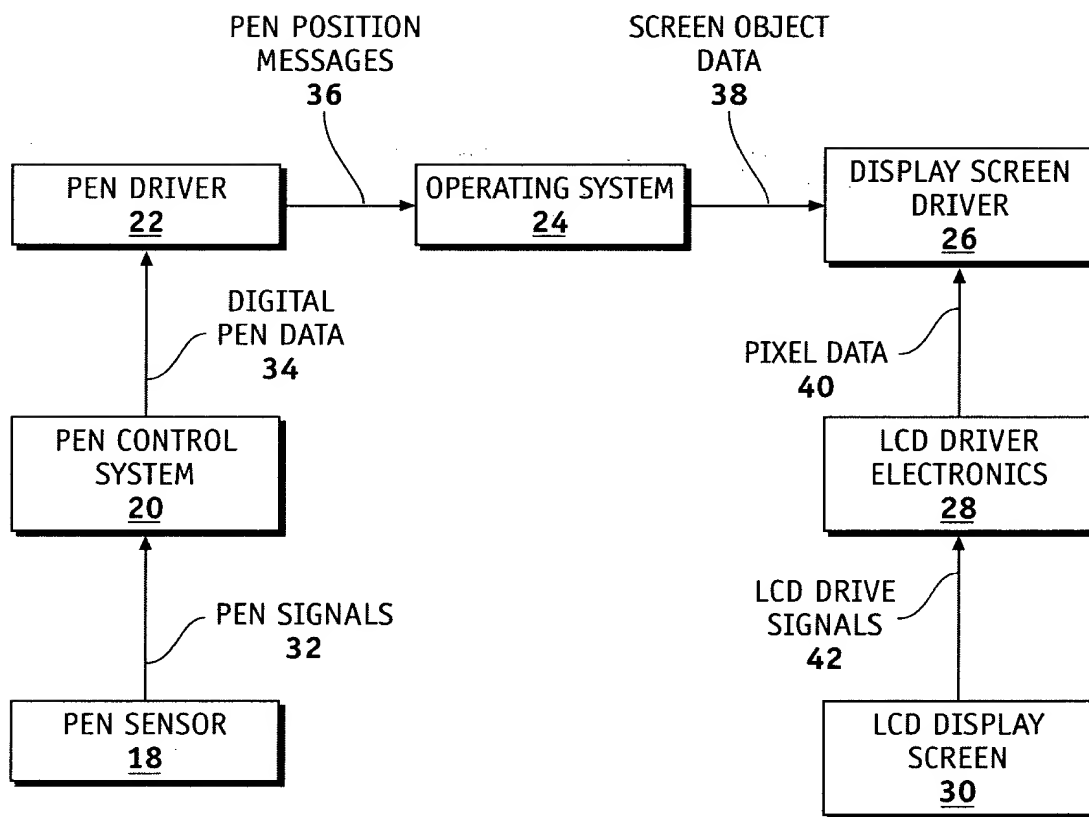 PEN POSITION
MESSAGES
36
SCREEN OBJECT
DATA
38
PEN DRIVER
22
OPERATING SYSTEM
24
DISPLAY SCREEN
DRIVER
26
DIGITAL
PEN DATA
34
PIXEL DATA
40
PEN CONTROL
SYSTEM
20
LCD DRIVER
ELECTRONICS
28
PEN SIGNALS
32
LCD DRIVE
SIGNALS
42
PEN SENSOR
18
LCD DISPLAY
SCREEN
30